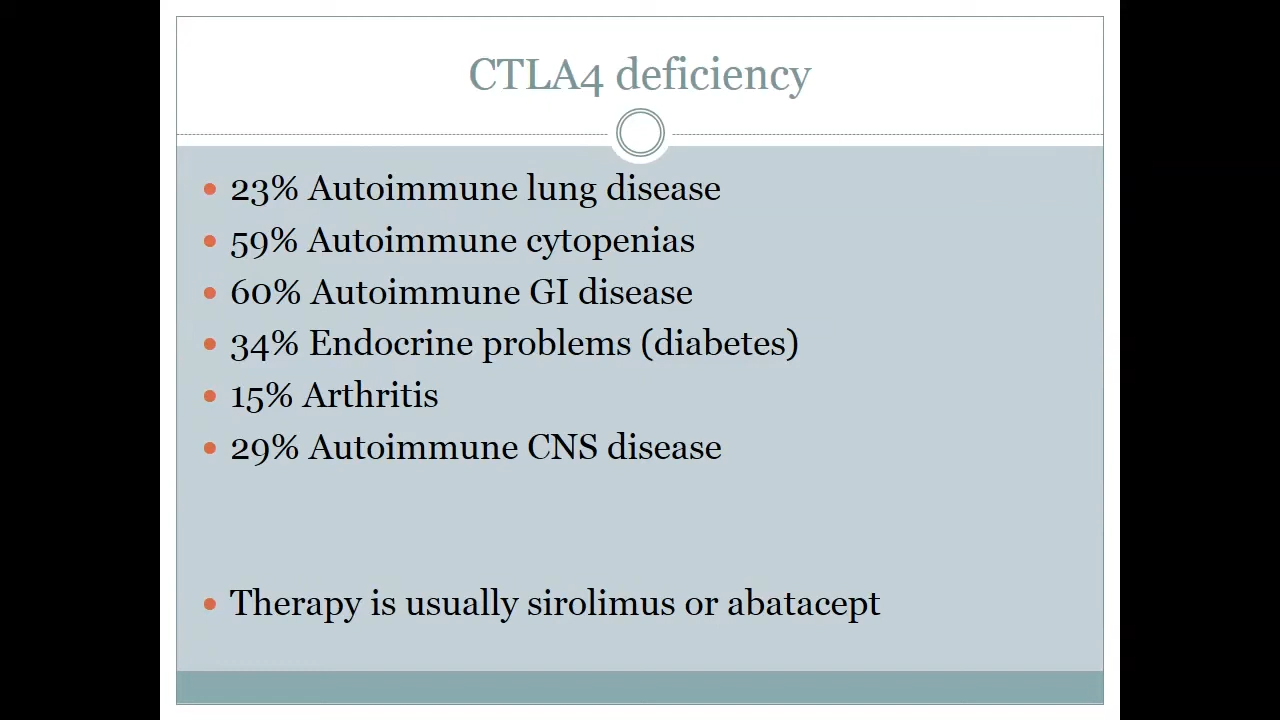 CTLA4 deficiency
23% Autoimmune lung disease
59% Autoimmune cytopenias
60% Autoimmune GI disease
34% Endocrine problems (diabetes)
15% Arthritis
29% Autoimmune CNS disease
Therapy is usually sirolimus or abatacept